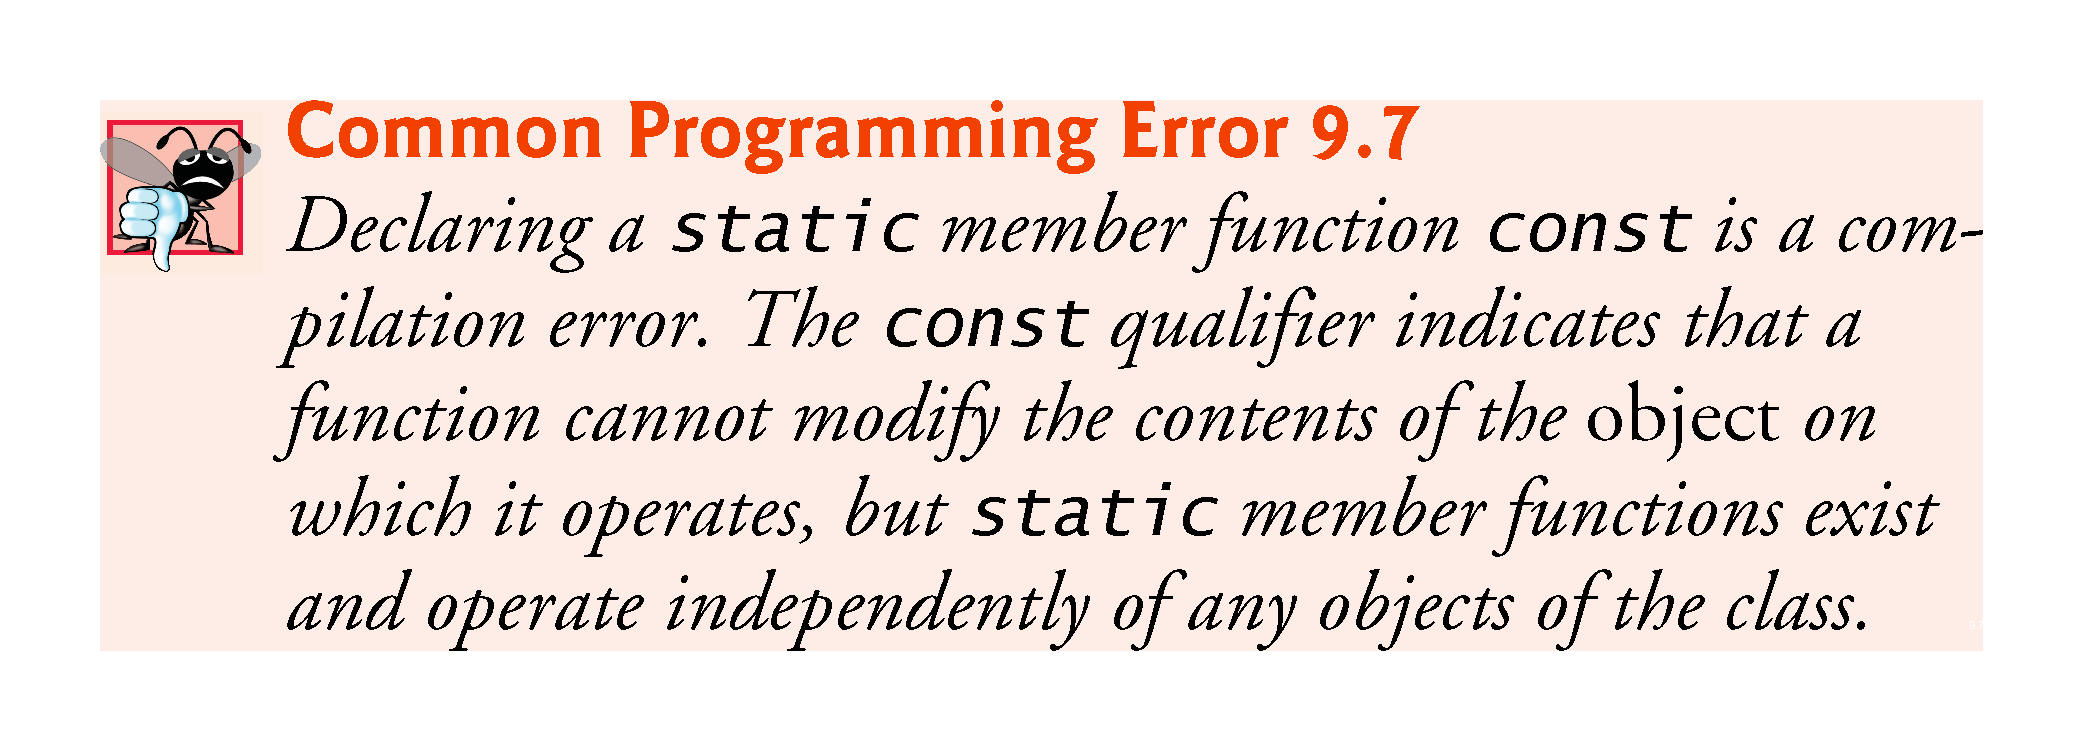 Common Programming Error 9.7
Declaring a static member function const is a com-
pilation error. The const qualifier indicates that a
function cannot modify the contents of the object on
which it operates, but static member functions exist
and operate independently of any objects of the class.